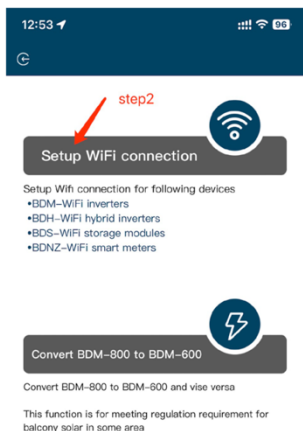 12:53
96
step2
Setup WiFi connection
Setup Wifi connection for following devices
•BDM-WiFi inverters
•BDH-WiFi hybrid inverters
•BDS-WiFi storage modules
•BDNZ-WiFi smart meters
Convert BDM-800 to BDM-600
Convert BDM-800 to BDM-600 and vise versa
This function is for meeting regulation requirement for
balcony solar in some area